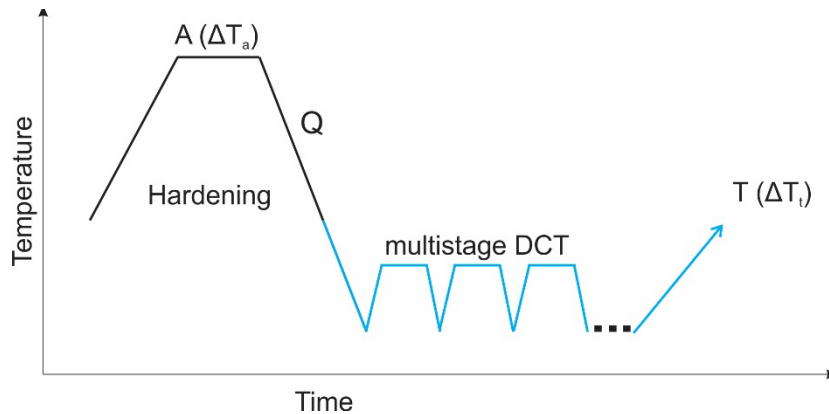 A (ΔTₐ)
Q
Temperature
Hardening
T (ΔTₜ)
multistage DCT
Time